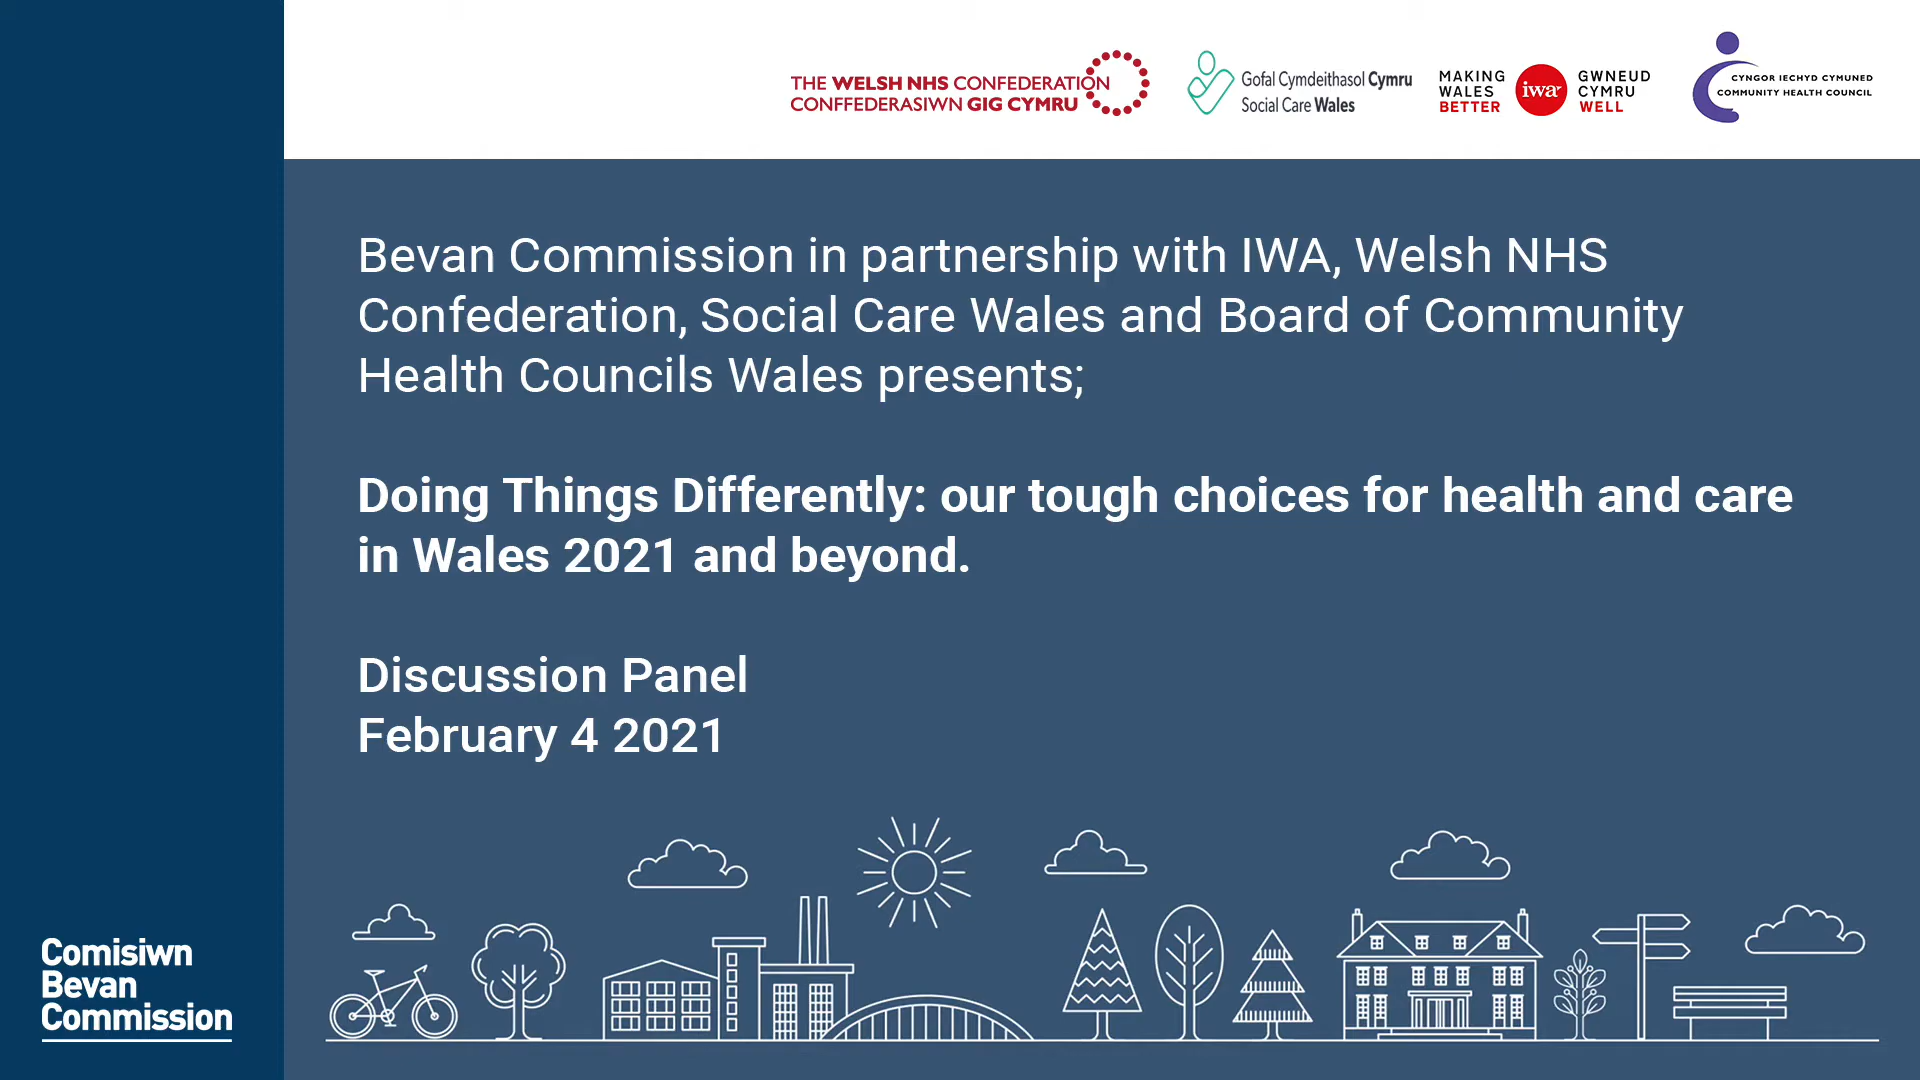 THE WELSH NHS CONFEDERATION
CONFFEDERASIWN GIG CYMRU
Gofal Cymdeithasol Cymru
Social Care Wales
MAKING
WALES
BETTER
iwa
GWNEUD
CYMRU
WELL
CYNGOR IECHYD CYMUNED
COMMUNITY HEALTH COUNCIL
Bevan Commission in partnership with IWA, Welsh NHS
Confederation, Social Care Wales and Board of Community
Health Councils Wales presents;
Doing Things Differently: our tough choices for health and care
in Wales 2021 and beyond.
Discussion Panel
February 4 2021
Comisiwn
Bevan
Commission